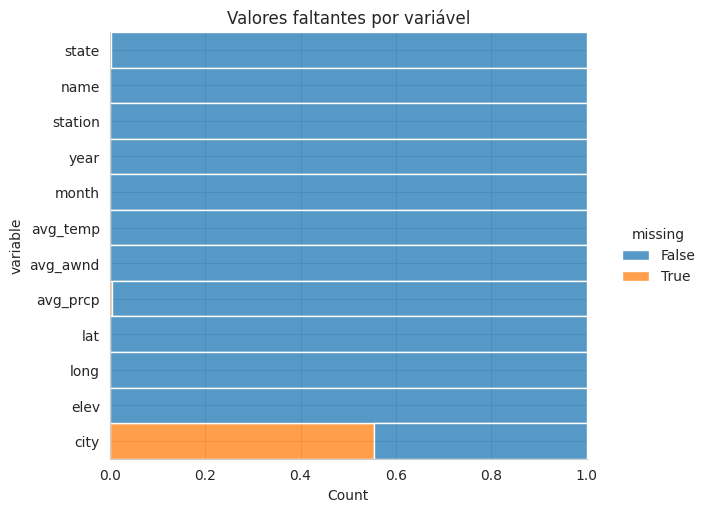 Valores faltantes por variável
variable
state
name
station
year
month
avg_temp
avg_awnd
avg_prcp
lat
long
elev
city
0.0 0.2 0.4 0.6 0.8 1.0
Count
missing
False
True